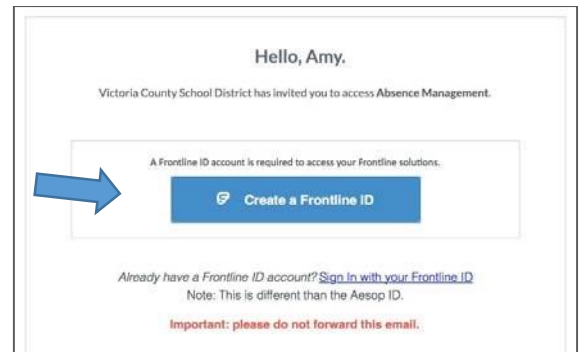 Hello, Amy.
Victoria County School District has invited you to access Absence Management.
A Frontline ID account is required to access your Frontline solutions.
Create a Frontline ID
Already have a Frontline ID account? Sign In with your Frontline ID
Note: This is different than the Aesop ID.
Important: please do not forward this email.